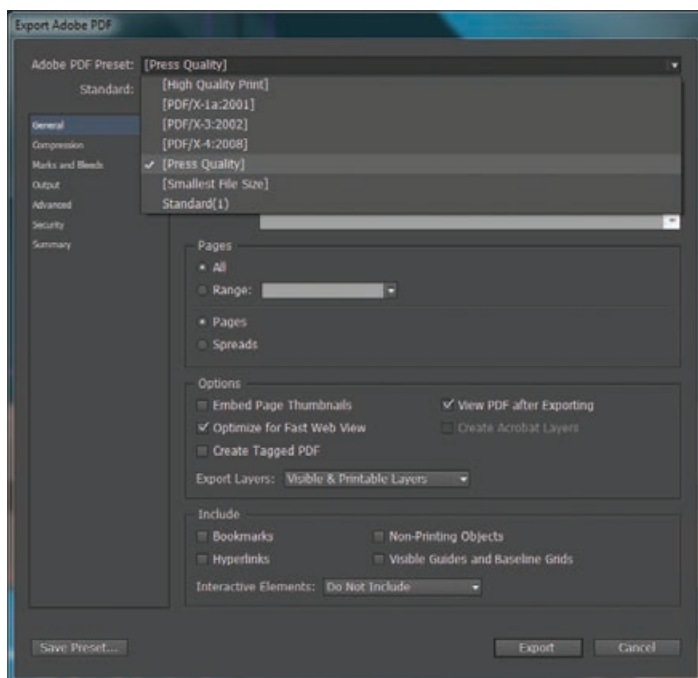 Export Adobe PDF
Adobe PDF Preset: [Press Quality]
Standard:
[High Quality Print]
[PDF/X-1a:2001]
[PDF/X-3:2002]
[PDF/X-4:2008]
[Press Quality]
[Smallest File Size]
Standard(1)
General
Compression
Marks and Bleeds
Output
Advanced
Security
Summary
Pages
All
Range:
Pages
Spreads
Options
Embed Page Thumbnails
View PDF after Exporting
Optimize for Fast Web View
Create Acrobat Layers
Create Tagged PDF
Export Layers: Visible & Printable Layers
Include
Bookmarks
Non-Printing Objects
Hyperlinks
Visible Guides and Baseline Grids
Interactive Elements: Do Not Include
Save Preset...
Export
Cancel